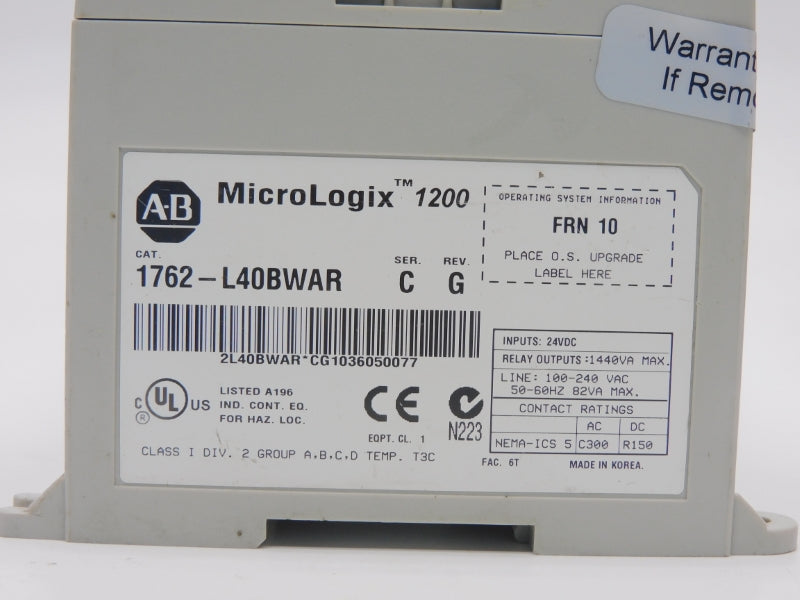 Warrant
If Rem
A-B
MicroLogix™ 1200
OPERATING SYSTEM INFORMATION
FRN 10
PLACE O.S. UPGRADE
LABEL HERE
CAT. SER. REV.
1762-L40BWAR C G
2L40BWAR*CG1036050077
INPUTS: 24VDC
RELAY OUTPUTS:1440VA MAX.
LINE: 100-240 VAC
50-60HZ 82VA MAX.
CONTACT RATINGS
AC DC
NEMA-ICS 5 C300 R150
C UL US ®
LISTED A196
IND. CONT. EQ.
FOR HAZ. LOC.
CE
EQPT. CL. 1
N223
CLASS I DIV. 2 GROUP A,B,C,D TEMP. T3C
FAC. 6T
MADE IN KOREA.